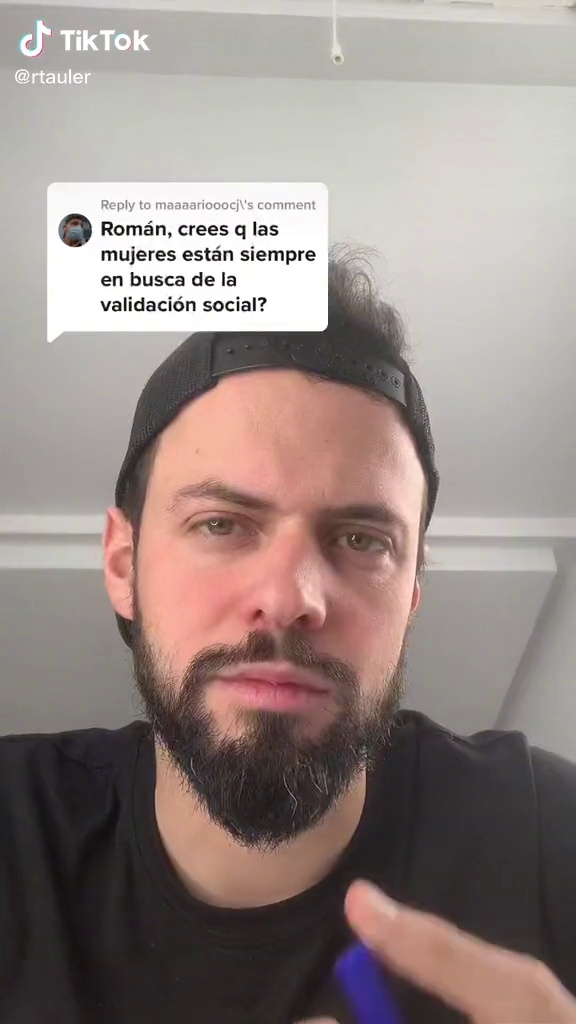 TikTok
@rtauler
Reply to maaaariooocj\'s comment
Román, crees q las
mujeres están siempre
en busca de la
validación social?